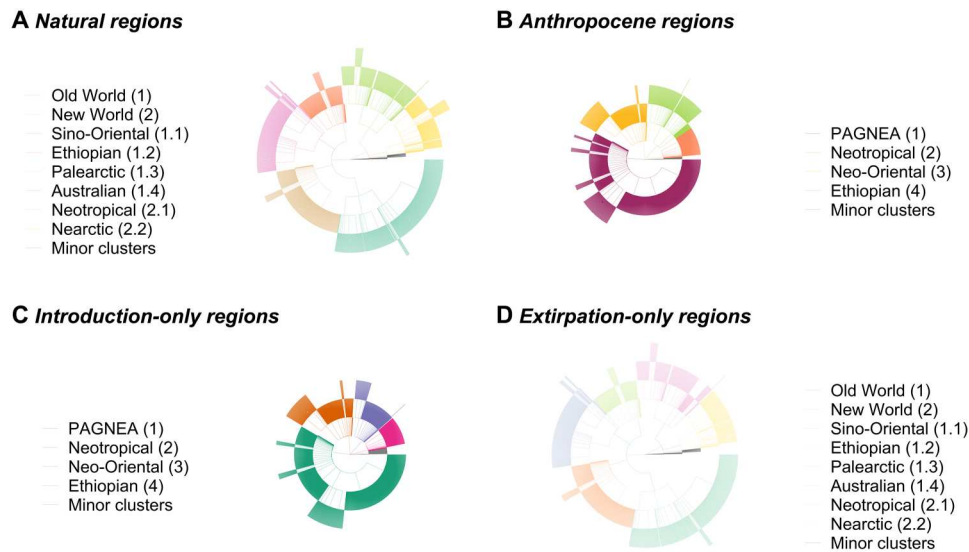 A Natural regions
Old World (1)
New World (2)
Sino-Oriental (1.1)
Ethiopian (1.2)
Palearctic (1.3)
Australian (1.4)
Neotropical (2.1)
Nearctic (2.2)
Minor clusters
B Anthropocene regions
PAGNEA (1)
Neotropical (2)
Neo-Oriental (3)
Ethiopian (4)
Minor clusters
C Introduction-only regions
PAGNEA (1)
Neotropical (2)
Neo-Oriental (3)
Ethiopian (4)
Minor clusters
D Extirpation-only regions
Old World (1)
New World (2)
Sino-Oriental (1.1)
Ethiopian (1.2)
Palearctic (1.3)
Australian (1.4)
Neotropical (2.1)
Nearctic (2.2)
Minor clusters